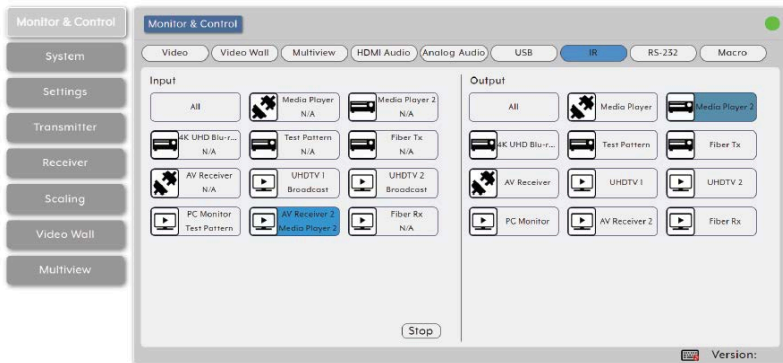 Monitor & Control
System
Settings
Transmitter
Receiver
Scaling
Video Wall
Multiview
Monitor & Control
Video
Video Wall
Multiview
HDMI Audio
Analog Audio
USB
IR
RS-232
Macro
Input
All
Media Player
N/A
Media Player 2
N/A
4K UHD Blu-r...
N/A
Test Pattern
N/A
Fiber Tx
N/A
AV Receiver
N/A
UHDTV 1
Broadcast
UHDTV 2
Broadcast
PC Monitor
Test Pattern
AV Receiver 2
Media Player 2
Fiber Rx
N/A
Stop
Output
All
Media Player
Media Player 2
4K UHD Blu-r...
Test Pattern
Fiber Tx
AV Receiver
UHDTV 1
UHDTV 2
PC Monitor
AV Receiver 2
Fiber Rx
Version: